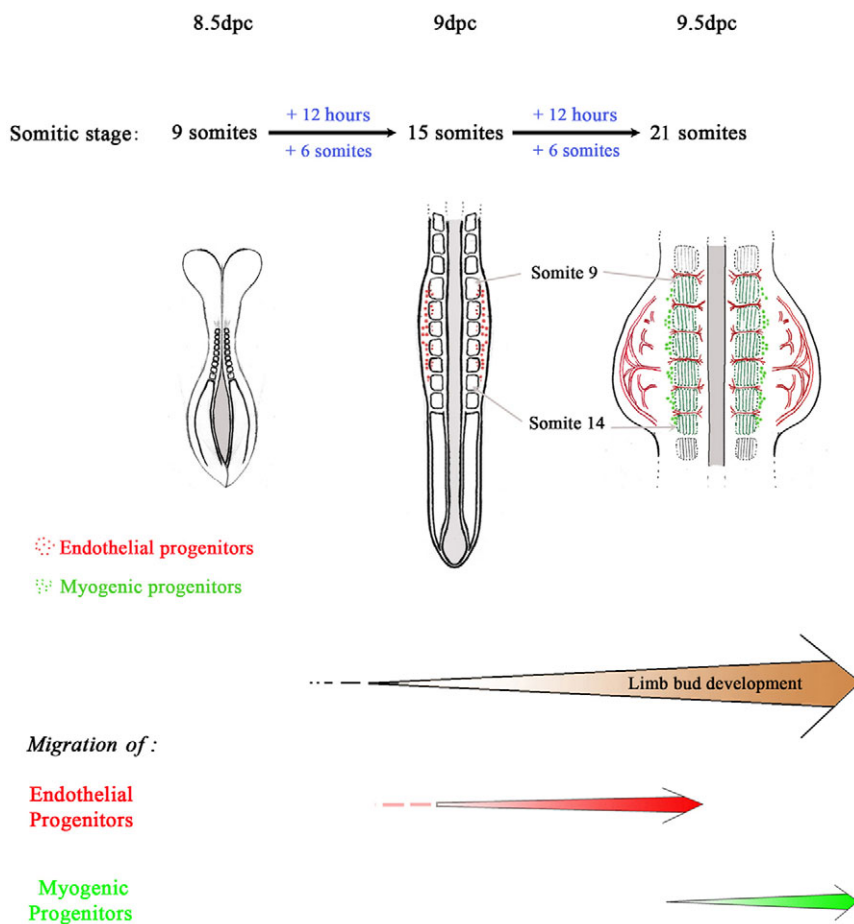 8.5dpc 9dpc 9.5dpc
+ 12 hours + 12 hours
Somitic stage: 9 somites 15 somites 21 somites
+ 6 somites + 6 somites
Somite 9
Somite 14
Endothelial progenitors
Myogenic progenitors
Limb bud development
Migration of :
Endothelial
Progenitors
Myogenic
Progenitors